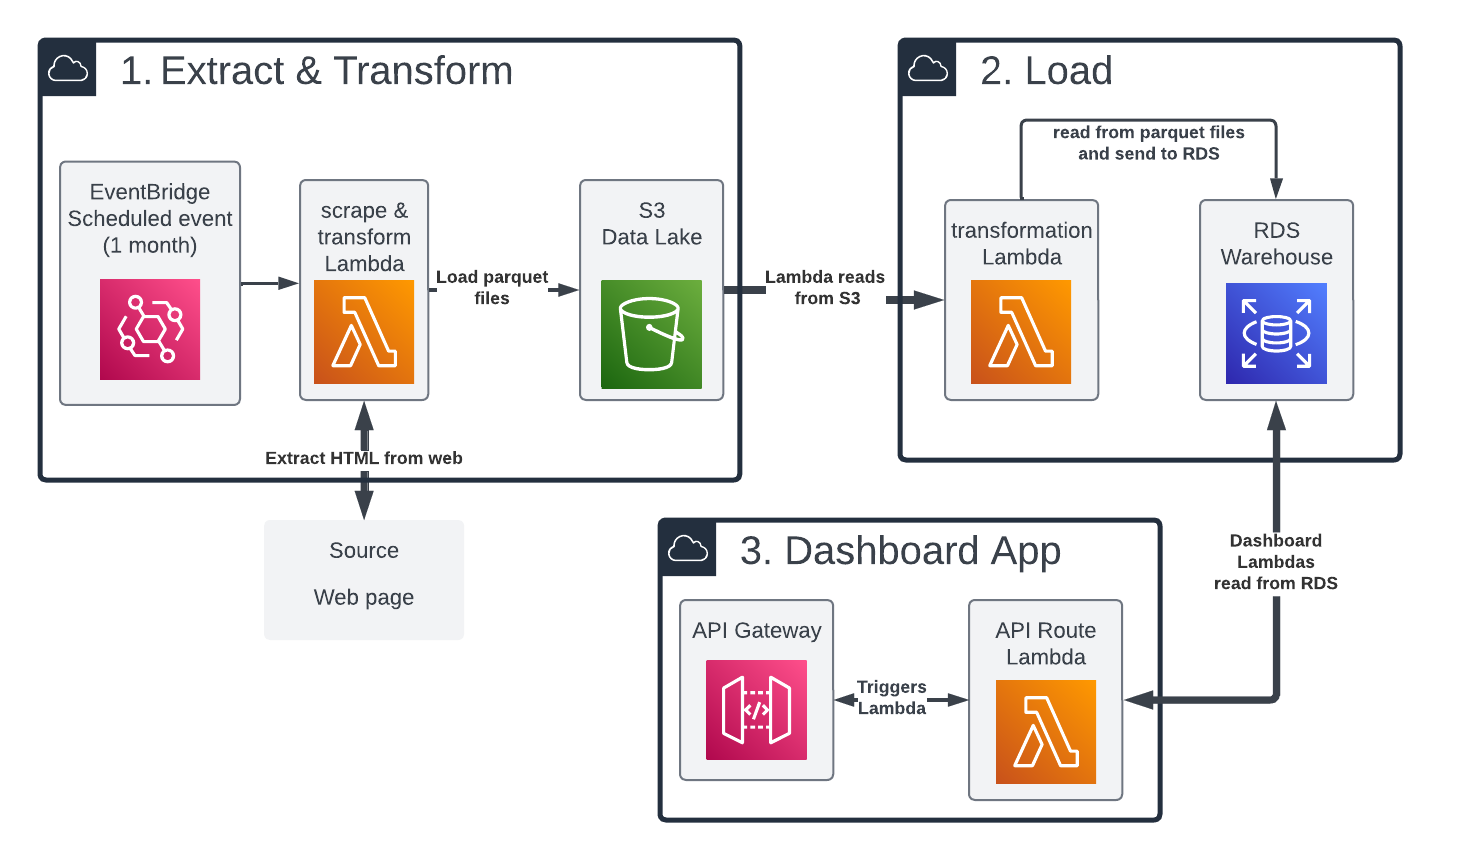 1. Extract & Transform
EventBridge
Scheduled event
(1 month)
scrape &
transform
Lambda
Load parquet
files
S3
Data Lake
Extract HTML from web
Source
Web page
Lambda reads
from S3
2. Load
read from parquet files
and send to RDS
transformation
Lambda
RDS
Warehouse
Dashboard
Lambdas
read from RDS
3. Dashboard App
API Gateway
</>
Triggers
Lambda
API Route
Lambda